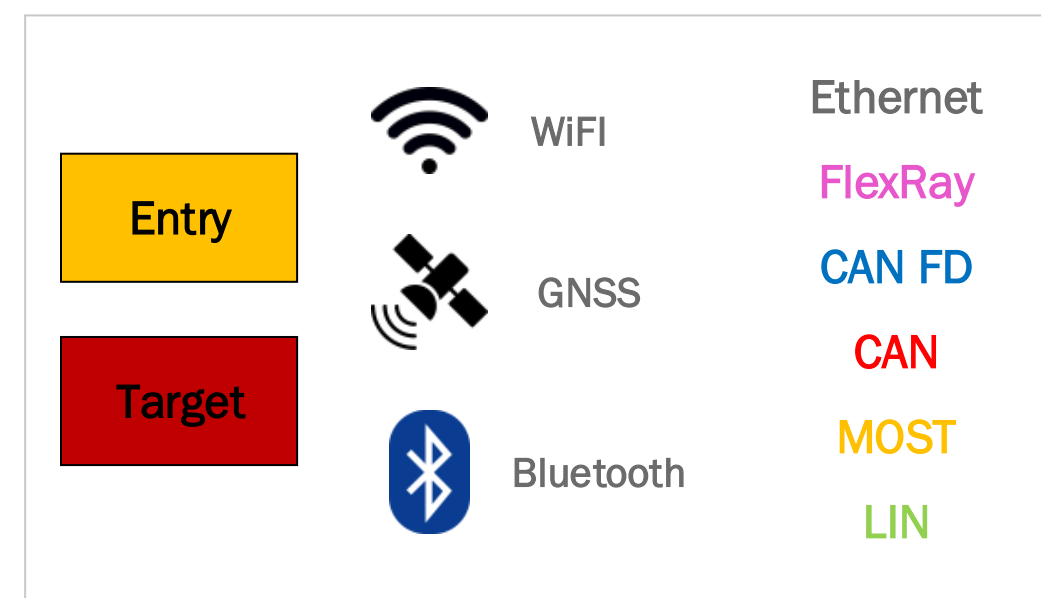 Entry
Target
WiFI
GNSS
Bluetooth
Ethernet
FlexRay
CAN FD
CAN
MOST
LIN